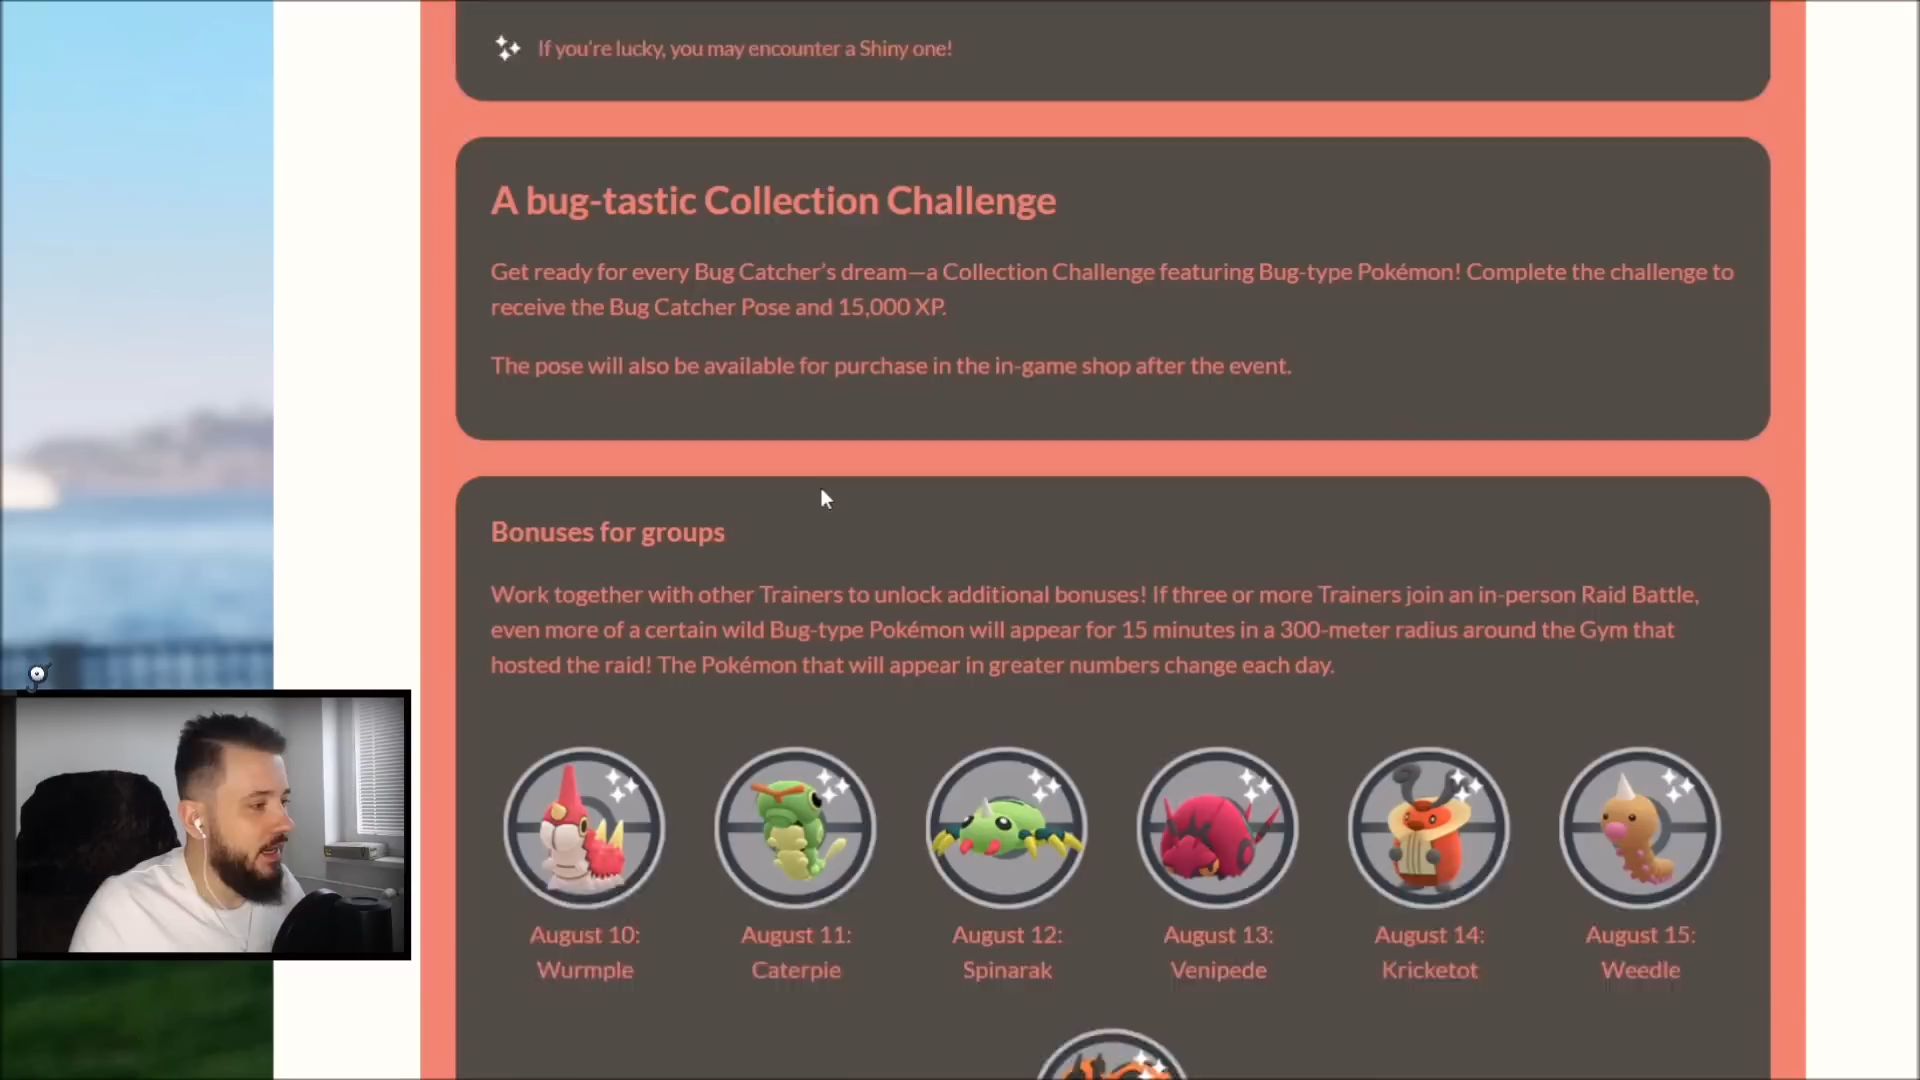 If you're lucky, you may encounter a Shiny one!
A bug-tastic Collection Challenge
Get ready for every Bug Catcher’s dream—a Collection Challenge featuring Bug-type Pokémon! Complete the challenge to
receive the Bug Catcher Pose and 15,000 XP.
The pose will also be available for purchase in the in-game shop after the event.
Bonuses for groups
Work together with other Trainers to unlock additional bonuses! If three or more Trainers join an in-person Raid Battle,
even more of a certain wild Bug-type Pokémon will appear for 15 minutes in a 300-meter radius around the Gym that
hosted the raid! The Pokémon that will appear in greater numbers change each day.
August 10:
Wurmple
August 11:
Caterpie
August 12:
Spinarak
August 13:
Venipede
August 14:
Kricketot
August 15:
Weedle